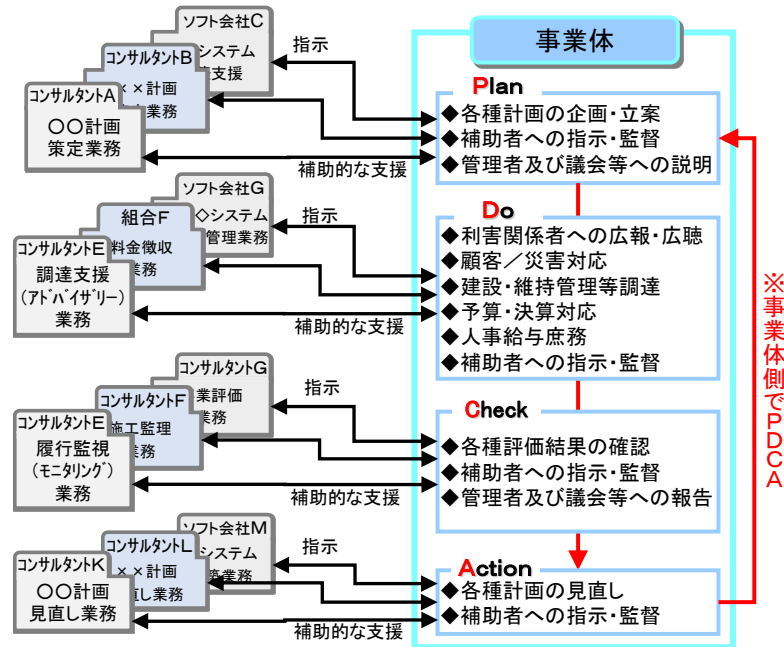 事業体
ソフト会社C
システム
支援
コンサルタントB
××計画
業務
コンサルタントA
〇〇計画
策定業務
指示
補助的な支援
Plan
◆各種計画の企画・立案
◆補助者への指示・監督
◆管理者及び議会等への説明
ソフト会社G
◇システム
管理業務
組合F
料金徴収
業務
コンサルタントE
調達支援
(アドバイザリー)
業務
指示
補助的な支援
Do
◆利害関係者への広報・広聴
◆顧客/災害対応
◆建設・維持管理等調達
◆予算・決算対応
◆人事給与庶務
◆補助者への指示・監督
コンサルタントG
業評価
業務
コンサルタントF
施工監理
業務
コンサルタントE
履行監視
(モニタリング)
業務
指示
補助的な支援
Check
◆各種評価結果の確認
◆補助者への指示・監督
◆管理者及び議会等への報告
ソフト会社M
システム
築業務
コンサルタントL
××計画
直し業務
コンサルタントK
〇〇計画
見直し業務
指示
補助的な支援
Action
◆各種計画の見直し
◆補助者への指示・監督
※事業体側でPDCA